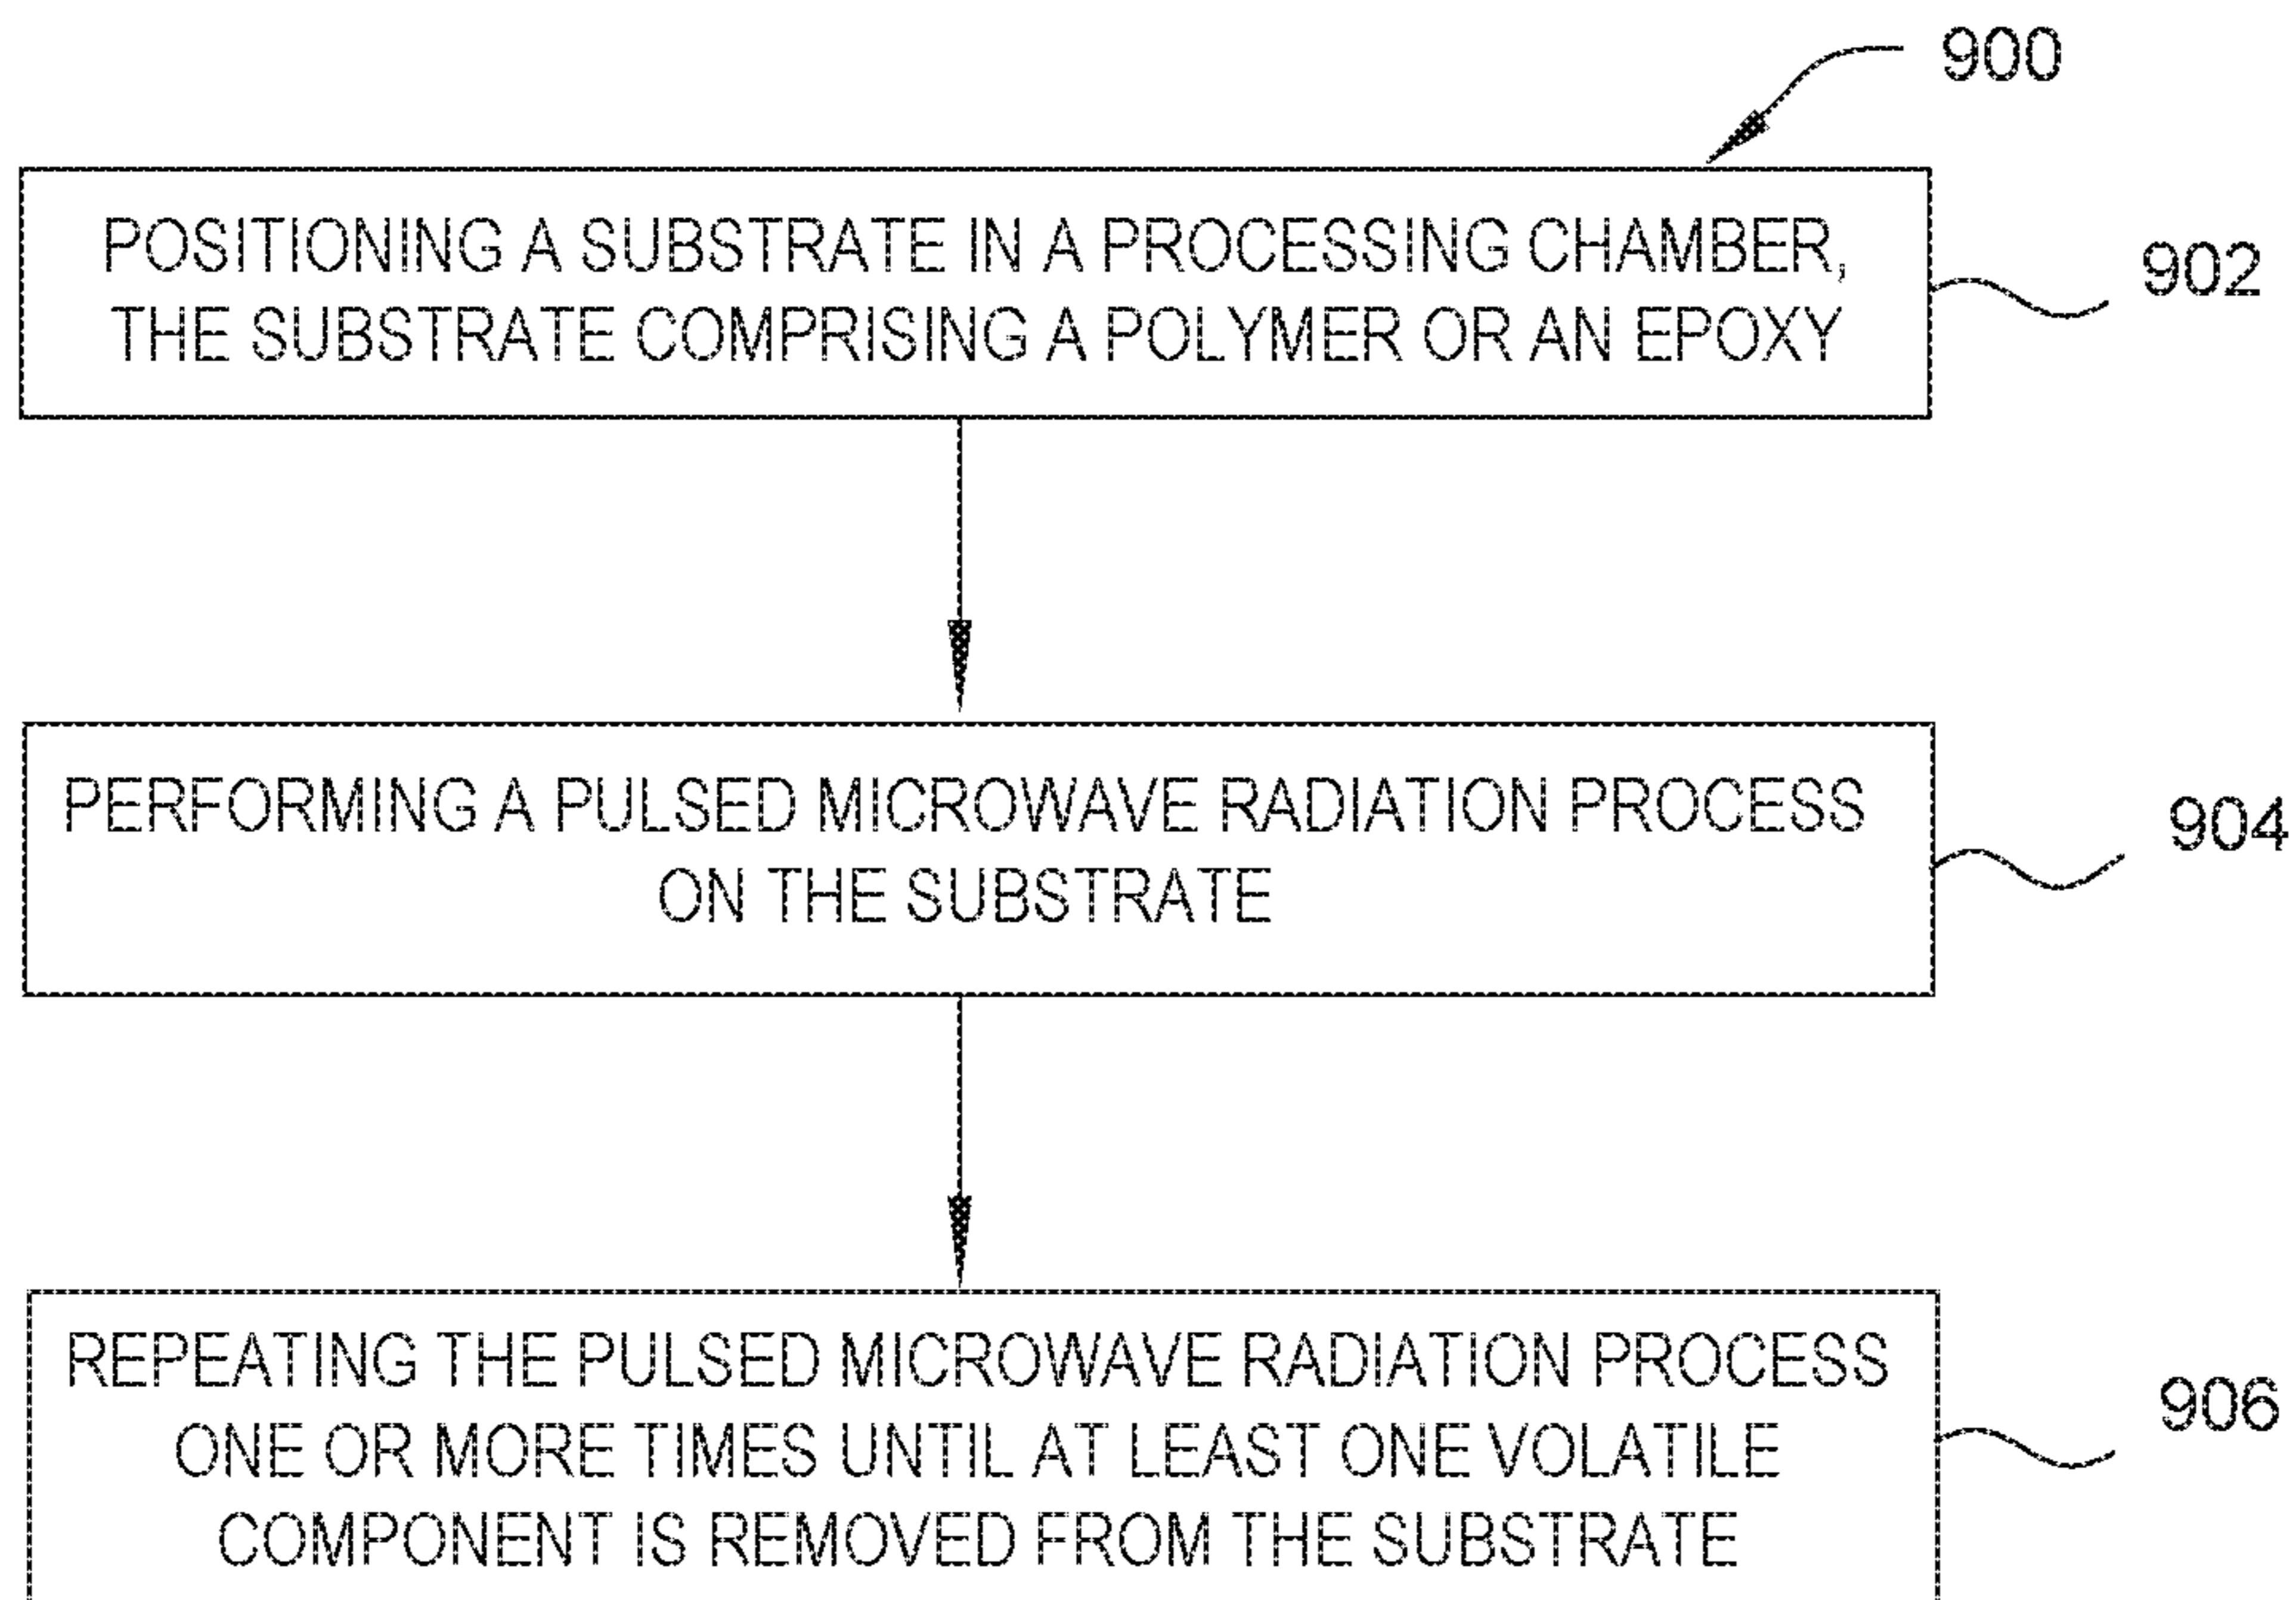 900
POSITIONING A SUBSTRATE IN A PROCESSING CHAMBER,
THE SUBSTRATE COMPRISING A POLYMER OR AN EPOXY
902
PERFORMING A PULSED MICROWAVE RADIATION PROCESS
ON THE SUBSTRATE
904
REPEATING THE PULSED MICROWAVE RADIATION PROCESS
ONE OR MORE TIMES UNTIL AT LEAST ONE VOLATILE
COMPONENT IS REMOVED FROM THE SUBSTRATE
906